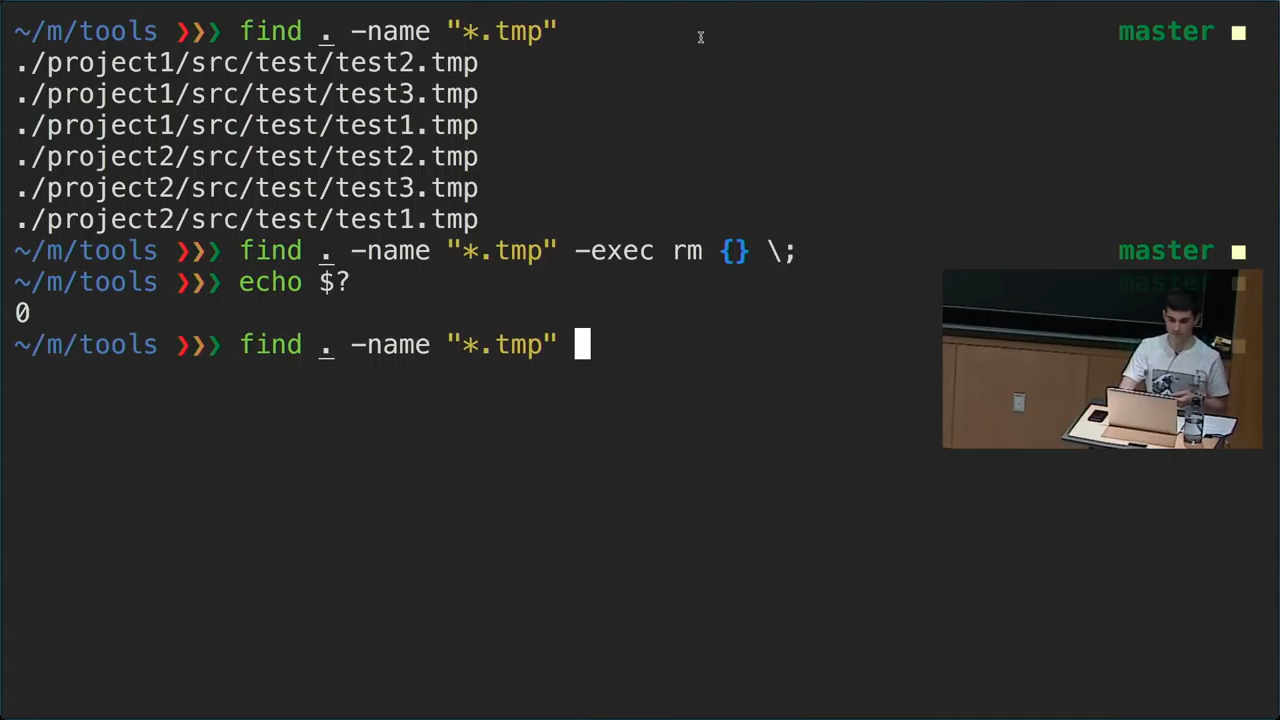 ~/m/tools ❯❯❯ find . -name "*.tmp" master ■
./project1/src/test/test2.tmp
./project1/src/test/test3.tmp
./project1/src/test/test1.tmp
./project2/src/test/test2.tmp
./project2/src/test/test3.tmp
./project2/src/test/test1.tmp
~/m/tools ❯❯❯ find . -name "*.tmp" -exec rm {} \; master ■
~/m/tools ❯❯❯ echo $? master ■
0
~/m/tools ❯❯❯ find . -name "*.tmp"